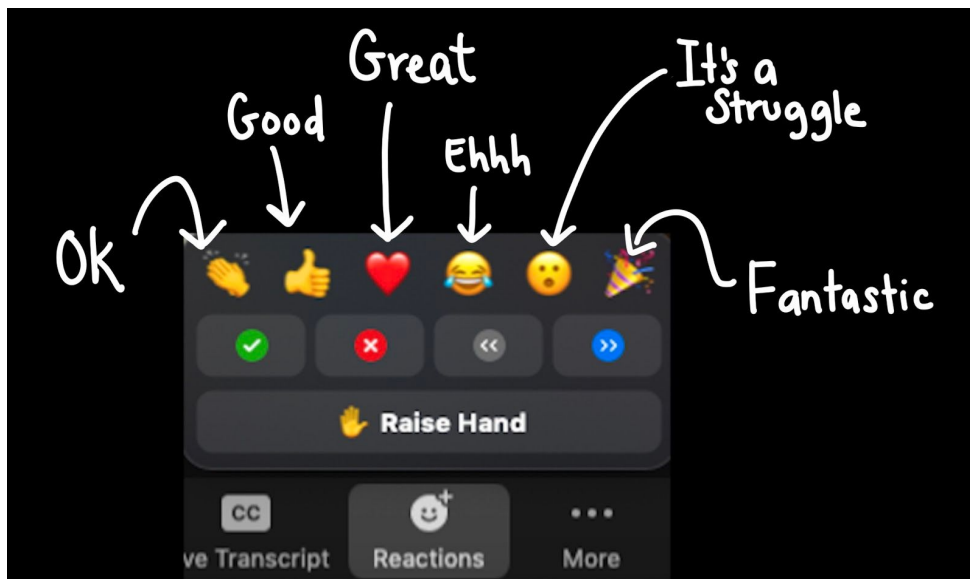 Great
It's a
Struggle
Good
Ehhh
Ok
Fantastic
Raise Hand
CC
ve Transcript
Reactions
More